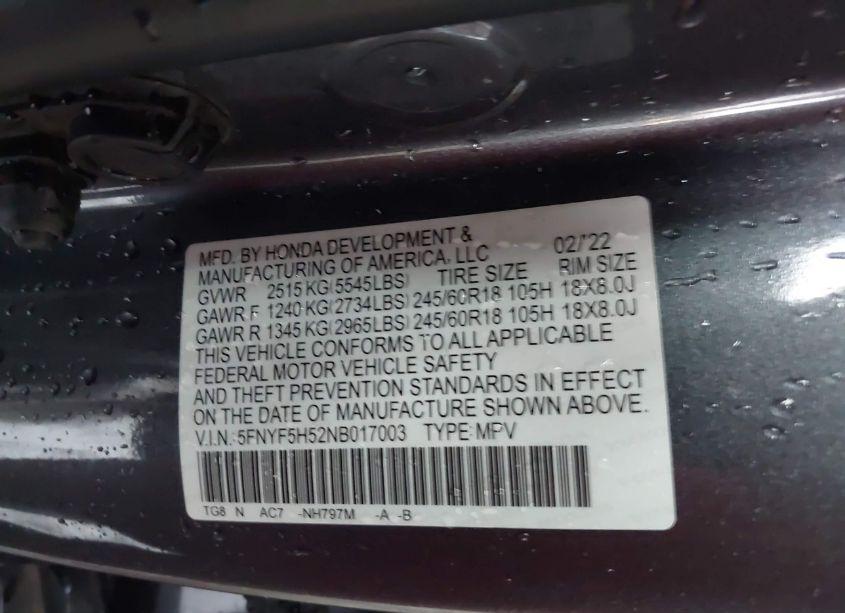 MFD. BY HONDA DEVELOPMENT & 02/'22
MANUFACTURING OF AMERICA, LLC
GVWR 2515 KG(5545LBS) TIRE SIZE RIM SIZE
GAWR F 1240 KG(2734LBS) 245/60R18 105H 18X8.0J
GAWR R 1345 KG(2965LBS) 245/60R18 105H 18X8.0J
THIS VEHICLE CONFORMS TO ALL APPLICABLE
FEDERAL MOTOR VEHICLE SAFETY
AND THEFT PREVENTION STANDARDS IN EFFECT
ON THE DATE OF MANUFACTURE SHOWN ABOVE.
V.I.N.: 5FNYF5H52NB017003 TYPE: MPV
TG8 N AC7 -NH797M -A -B